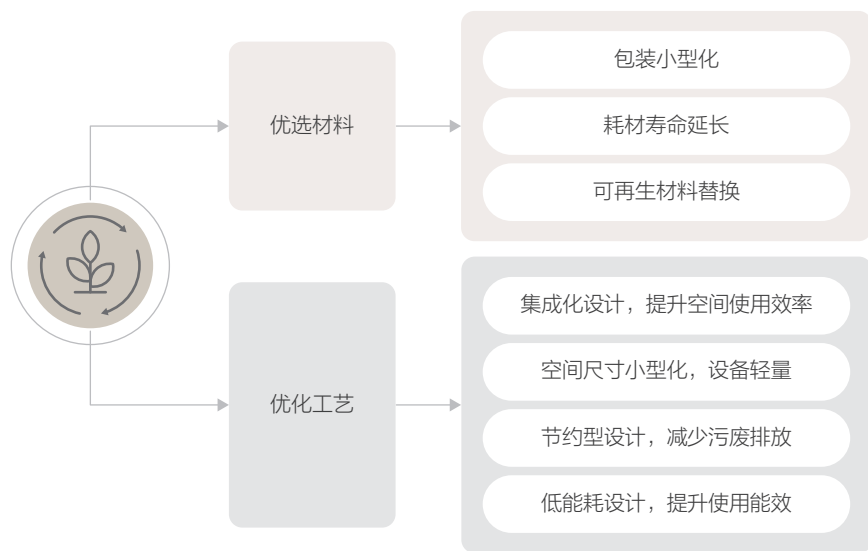 优选材料
包装小型化
耗材寿命延长
可再生材料替换
优化工艺
集成化设计，提升空间使用效率
空间尺寸小型化，设备轻量
节约型设计，减少污废排放
低能耗设计，提升使用能效